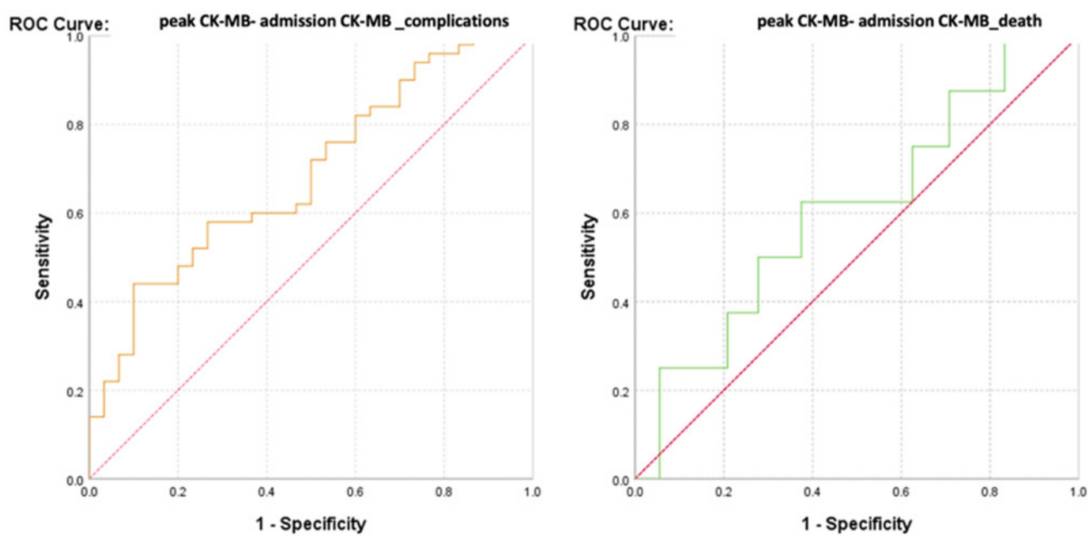 ROC Curve: peak CK-MB- admission CK-MB _complications
1.0
0.8
0.6
0.4
0.2
0.0
Sensitivity
0.0 0.2 0.4 0.6 0.8 1.0
1 - Specificity
ROC Curve: peak CK-MB- admission CK-MB_death
1.0
0.8
0.6
0.4
0.2
0.0
Sensitivity
0.0 0.2 0.4 0.6 0.8 1.0
1 - Specificity